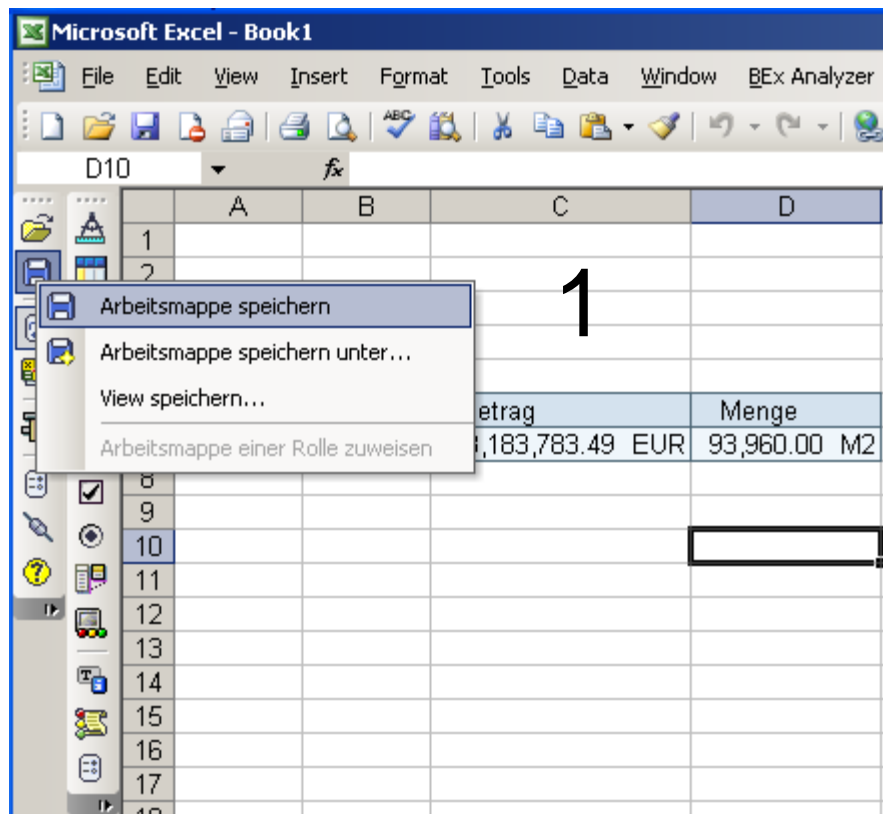 Microsoft Excel - Book1
File Edit View Insert Format Tools Data Window BEx Analyzer
ABC
D10 fx
A B C D
1
2 1
Arbeitsmappe speichern
Arbeitsmappe speichern unter...
View speichern...
etrag Menge
Arbeitsmappe einer Rolle zuweisen ,183,783.49 EUR 93,960.00 M2
8
9
10
11
12
13
14
15
16
17
18